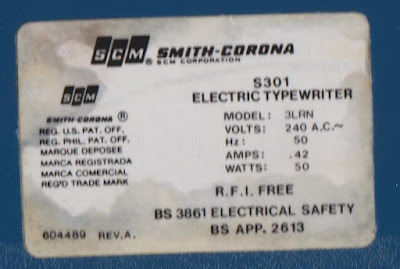 SCM® SMITH-CORONA
SCM CORPORATION
S301
ELECTRIC TYPEWRITER
SCM
SMITH-CORONA ®
REG. U.S. PAT. OFF.
REG. PHIL. PAT. OFF.
MARQUE DEPOSEE
MARCA REGISTRADA
MARCA COMERCIAL
REG'D TRADE MARK
MODEL: 3LRN
VOLTS: 240 A.C.~
Hz: 50
AMPS: .42
WATTS: 50
R.F.I. FREE
BS 3861 ELECTRICAL SAFETY
BS APP. 2613
604489 REV.A.